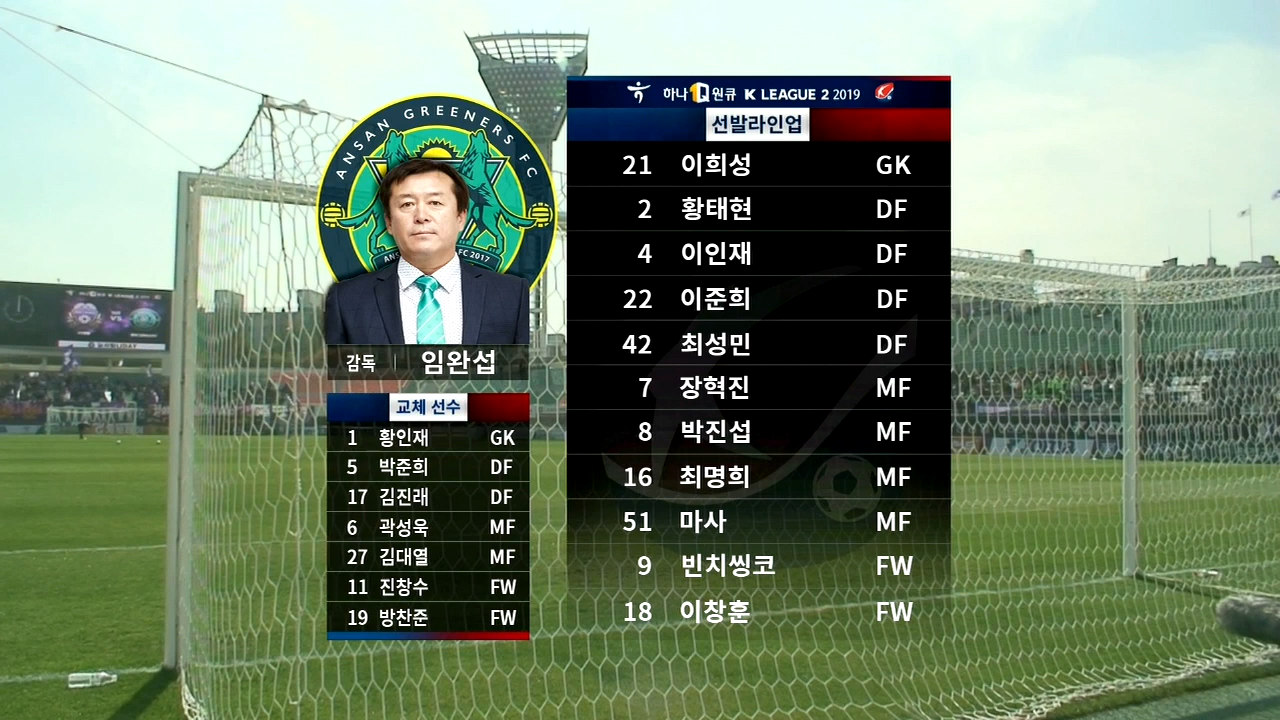 하나1Q원큐 K LEAGUE 2 2019
선발라인업
21 이희성 GK
2 황태현 DF
4 이인재 DF
22 이준희 DF
42 최성민 DF
7 장혁진 MF
8 박진섭 MF
16 최명희 MF
51 마사 MF
9 빈치씽코 FW
18 이창훈 FW
ANSAN GREENERS FC
FC 2017
감독 임완섭
교체 선수
1 황인재 GK
5 박준희 DF
17 김진래 DF
6 곽성욱 MF
27 김대열 MF
11 진창수 FW
19 방찬준 FW